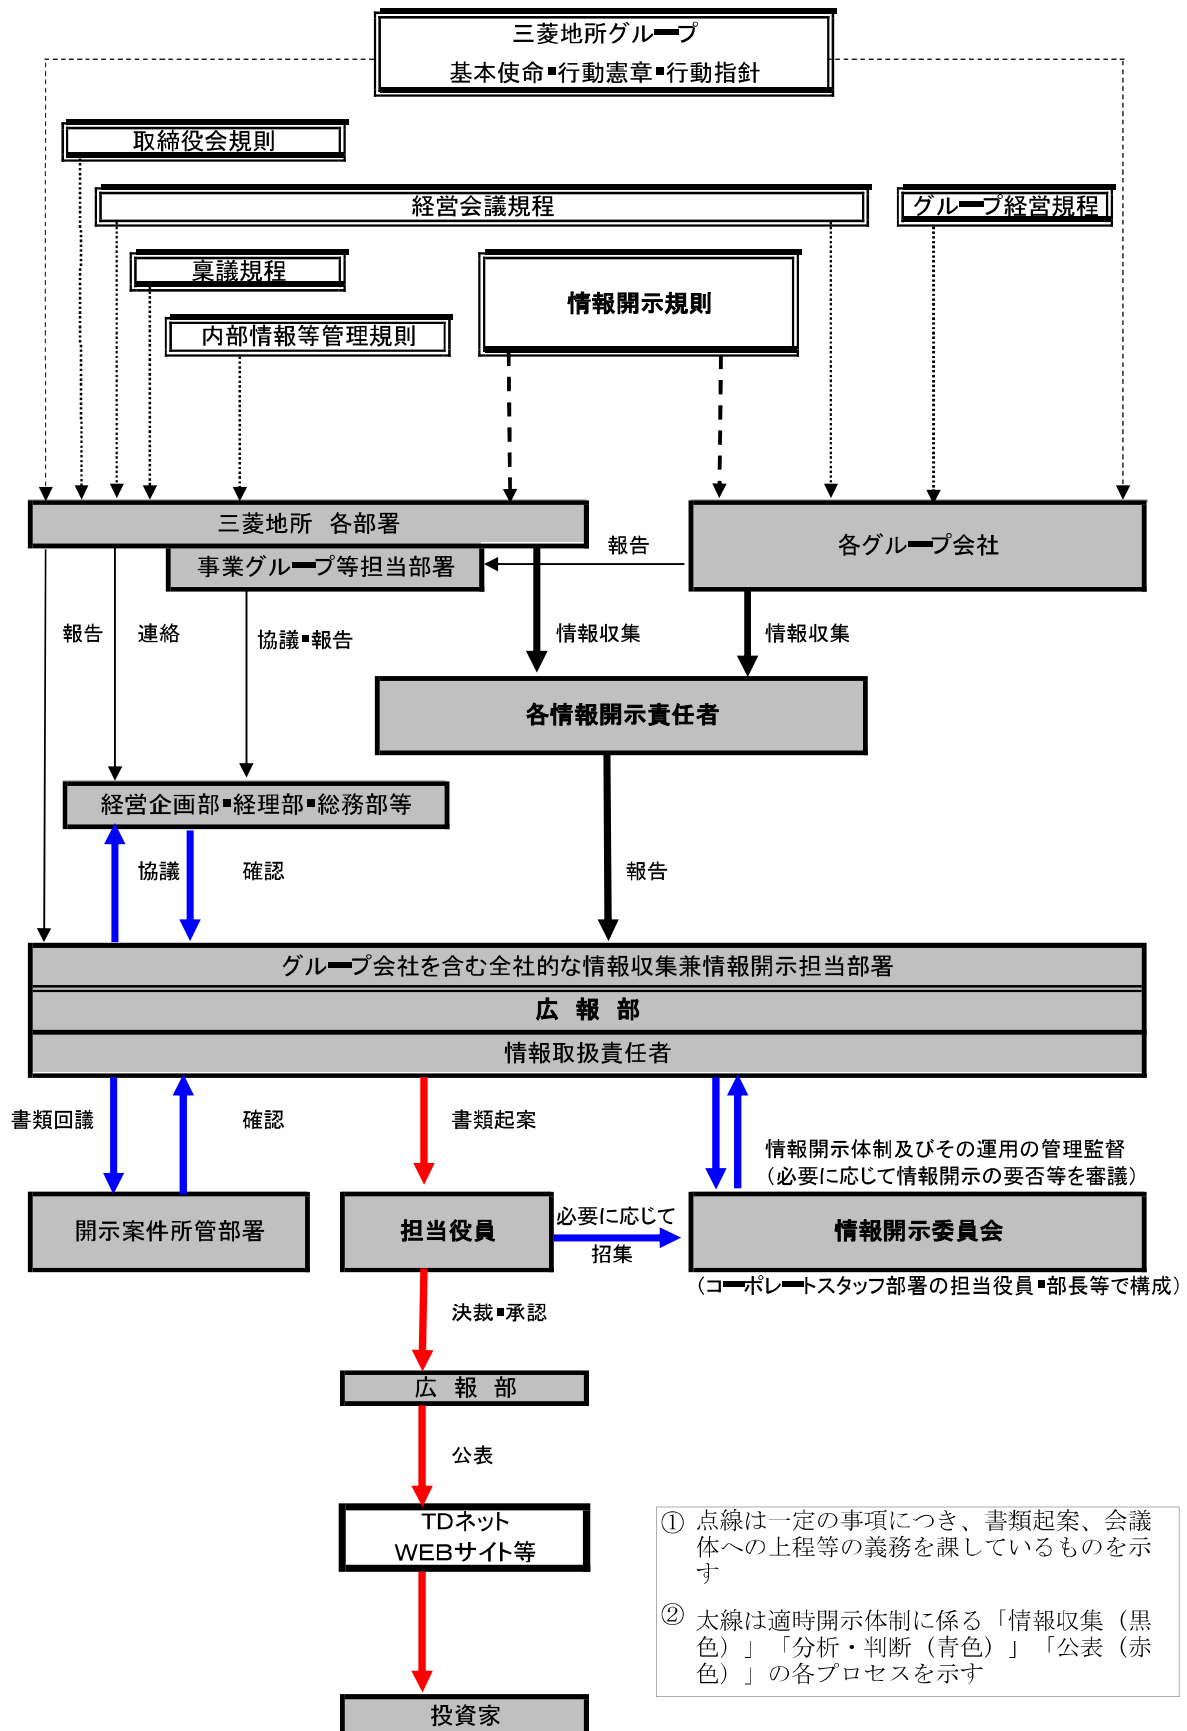 三菱地所グループ
基本使命・行動憲章・行動指針
取締役会規則
経営会議規程
グループ経営規程
稟議規程
情報開示規則
内部情報等管理規則
三菱地所 各部署
事業グループ等担当部署
報告
各グループ会社
報告
連絡
協議・報告
情報収集
情報収集
各情報開示責任者
経営企画部・経理部・総務部等
協議
確認
報告
グループ会社を含む全社的な情報収集兼情報開示担当部署
広 報 部
情報取扱責任者
書類回議
確認
書類起案
情報開示体制及びその運用の管理監督
(必要に応じて情報開示の要否等を審議)
開示案件所管部署
担当役員
必要に応じて
招集
情報開示委員会
(コーポレートスタッフ部署の担当役員・部長等で構成)
決裁・承認
広 報 部
公表
TDネット
WEBサイト等
① 点線は一定の事項につき、書類起案、会議
体への上程等の義務を課しているものを示
す
② 太線は適時開示体制に係る「情報収集(黒
色)」「分析・判断(青色)」「公表(赤
色)」の各プロセスを示す
投資家